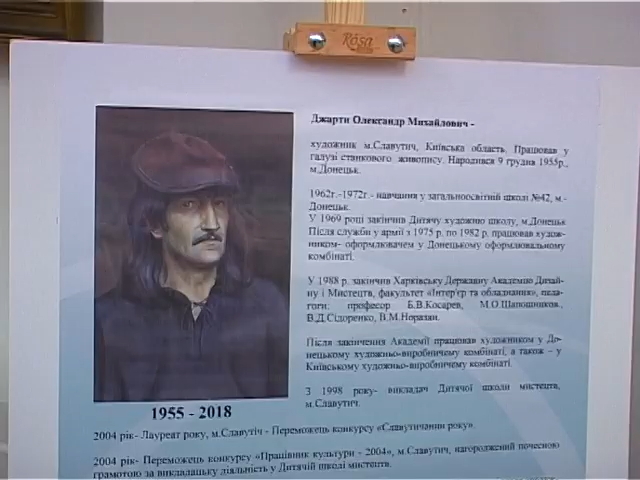 Rosa
Джарти Олександр Михайлович -
художник м.Славутич, Київська область. Працював у
галузі станкового живопису. Народився 9 грудня 1955р.,
м.Донецьк.
1962г.-1972г.- навчання у загальноосвітній школі №42, м.-
Донецьк.
У 1969 році закінчив Дитячу художню школу, м.Донецьк
Після служби у армії з 1975 р. по 1982 р. працював худож-
ником- оформлювачем у Донецькому оформлювальному
комбінаті.
У 1988 р. закінчив Харківську Державну Академію Дизай-
ну і Мистецтв, факультет «Інтер'єр та обладнання», педа-
гоги: професор Б.В.Косарев, М.О.Шапошников.,
В.Д.Сідоренко, В.М.Норазян.
Після закінчення Академії працював художником у До-
нецькому художньо-виробничему комбінаті, а також – у
Київському художньо-виробничему комбінаті.
З 1998 року- викладач Дитячої школи мистецтв,
м.Славутич.
1955 - 2018
2004 рік- Лауреат року, м.Славутіч - Переможець конкурсу «Славутичанин року».
2004 рік- Переможець конкурсу «Працівник культури - 2004», м.Славутич, нагороджений почесною
грамотою за викладацьку діяльність у Дитячій школі мистецтв.